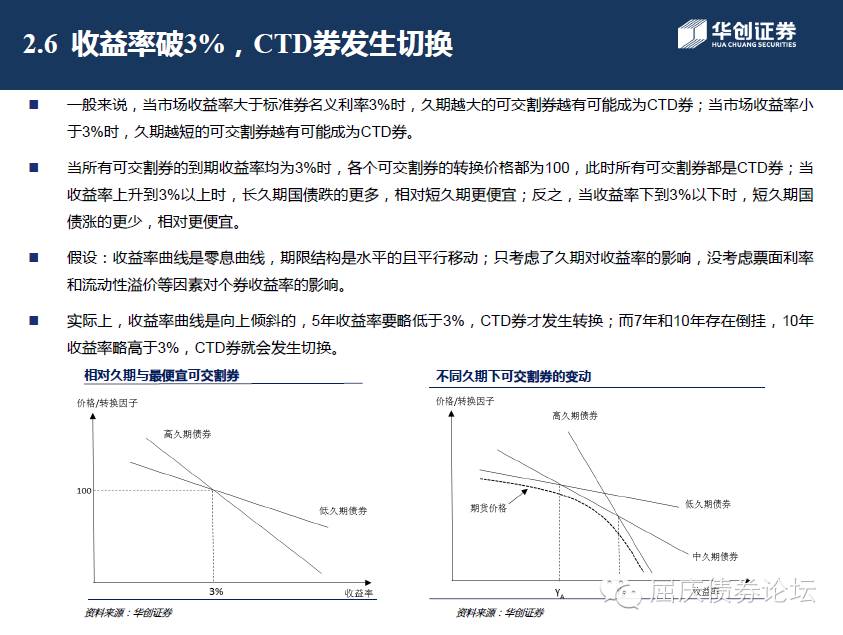 2.6 收益率破3%，CTD券发生切换
华创证券
HUA CHUANG SECURITIES
一般来说，当市场收益率大于标准券名义利率3%时，久期越大的可交割券越有可能成为CTD券；当市场收益率小
于3%时，久期越短的可交割券越有可能成为CTD券。
当所有可交割券的到期收益率均为3%时，各个可交割券的转换价格都为100，此时所有可交割券都是CTD券；当
收益率上升到3%以上时，长久期国债跌的更多，相对短久期更便宜；反之，当收益率下到3%以下时，短久期国
债涨的更少，相对更便宜。
假设：收益率曲线是零息曲线，期限结构是水平的且平行移动；只考虑了久期对收益率的影响，没考虑票面利率
和流动性溢价等因素对个券收益率的影响。
实际上，收益率曲线是向上倾斜的，5年收益率要略低于3%，CTD券才发生转换；而7年和10年存在倒挂，10年
收益率略高于3%，CTD券就会发生切换。
相对久期与最便宜可交割券
价格/转换因子
高久期债券
100
低久期债券
3%
收益率
资料来源：华创证券
不同久期下可交割券的变动
价格/转换因子
高久期债券
期货价格
低久期债券
中久期债券
YA
收益率
资料来源：华创证券
屈庆债券论坛